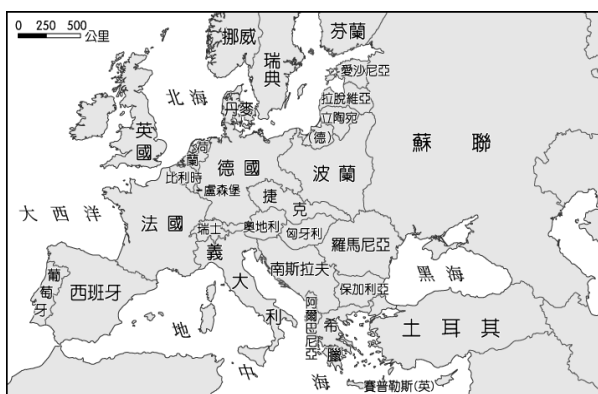 0 250 500
公里
挪威
瑞典
芬蘭
愛沙尼亞
北海
拉脫維亞
丹麥
立陶宛
英國
德
蘇聯
荷蘭
德國
波蘭
比利時
盧森堡
捷克
大西洋
法國
瑞士
奧地利
匈牙利
羅馬尼亞
義大利
南斯拉夫
黑海
葡萄牙
西班牙
保加利亞
阿爾巴尼亞
希臘
土耳其
地中海
賽普勒斯(英)